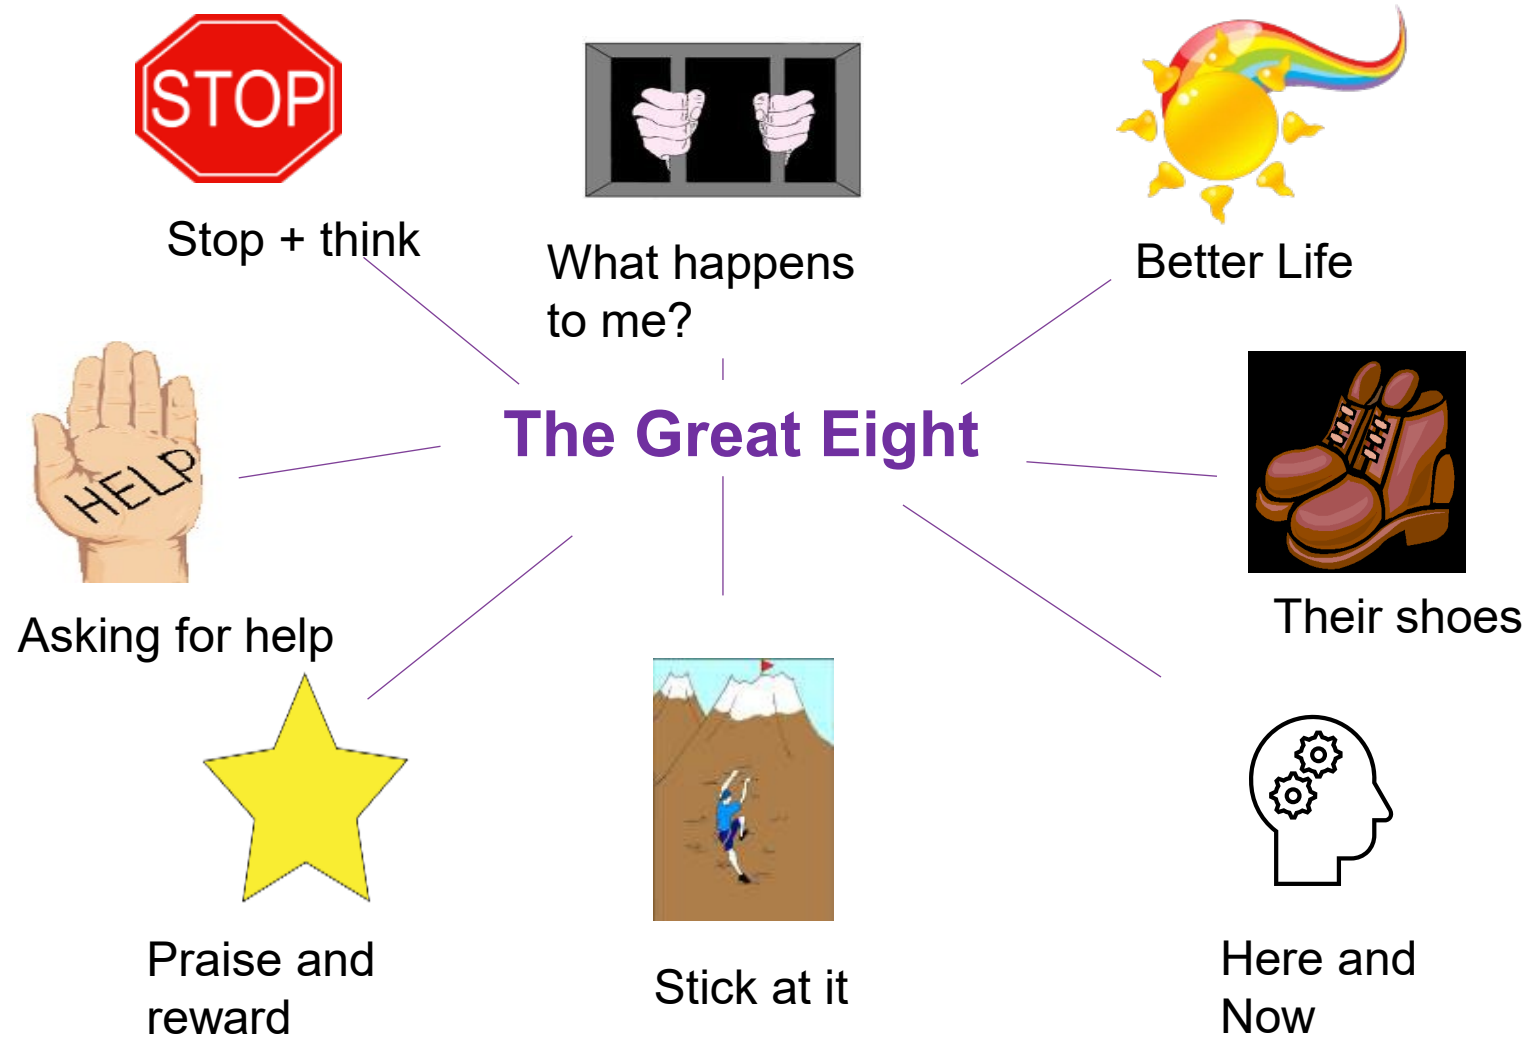 STOP
Stop + think
What happens
to me?
Better Life
The Great Eight
HELP
Asking for help
Their shoes
Praise and
reward
Stick at it
Here and
Now